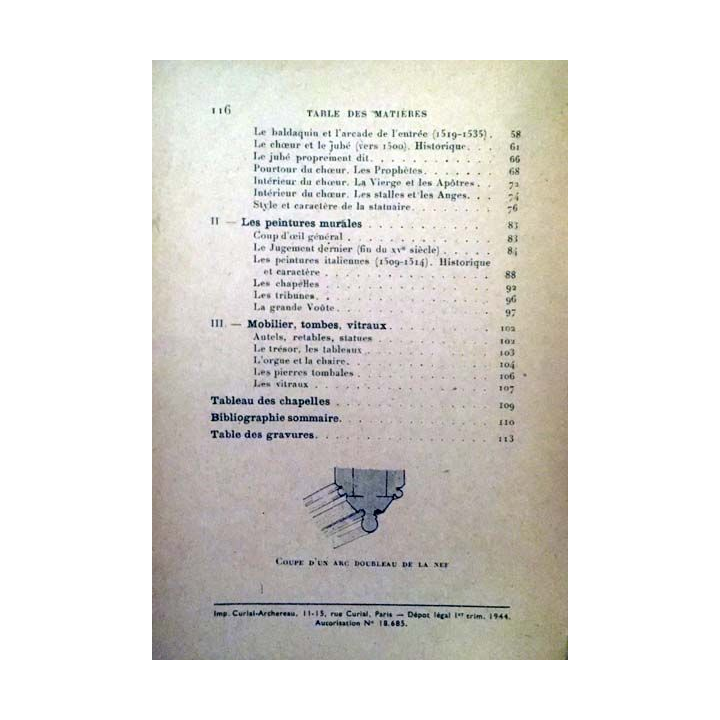 116 TABLE DES MATIÈRES
Le baldaquin et l'arcade de l'entrée (1519-1535) . 58
Le chœur et le jubé (vers 1500). Historique . . . 61
Le jubé proprement dit . . . . . . . . 66
Pourtour du chœur. Les Prophètes . . . . . . 68
Intérieur du chœur. La Vierge et les Apôtres . . 72
Intérieur du chœur. Les stalles et les Anges . . . 74
Style et caractère de la statuaire . . . . . . 76
II — Les peintures murales . . . . . . . 83
Coup d'œil général . . . . . . . . . 83
Le Jugement dernier (fin du XVe siècle) . . . . 84
Les peintures italiennes (1509-1514). Historique
et caractère . . . . . . . . . . 88
Les chapelles . . . . . . . . . . 92
Les tribunes . . . . . . . . . . 96
La grande Voûte . . . . . . . . . . 97
III. — Mobilier, tombes, vitraux . . . . . . 102
Autels, retables, statues . . . . . . . 102
Le trésor, les tableaux . . . . . . . . 103
L'orgue et la chaire . . . . . . . . . 104
Les pierres tombales . . . . . . . . . 106
Les vitraux . . . . . . . . . . . 107
Tableau des chapelles . . . . . . . . 109
Bibliographie sommaire . . . . . . . . 110
Table des gravures . . . . . . . . . 113
COUPE D'UN ARC DOUBLEAU DE LA NEF
Imp. Curial-Archereau, 11-15, rue Curial, Paris — Dépot légal 1er trim. 1944.
Autorisation N° 18.685.